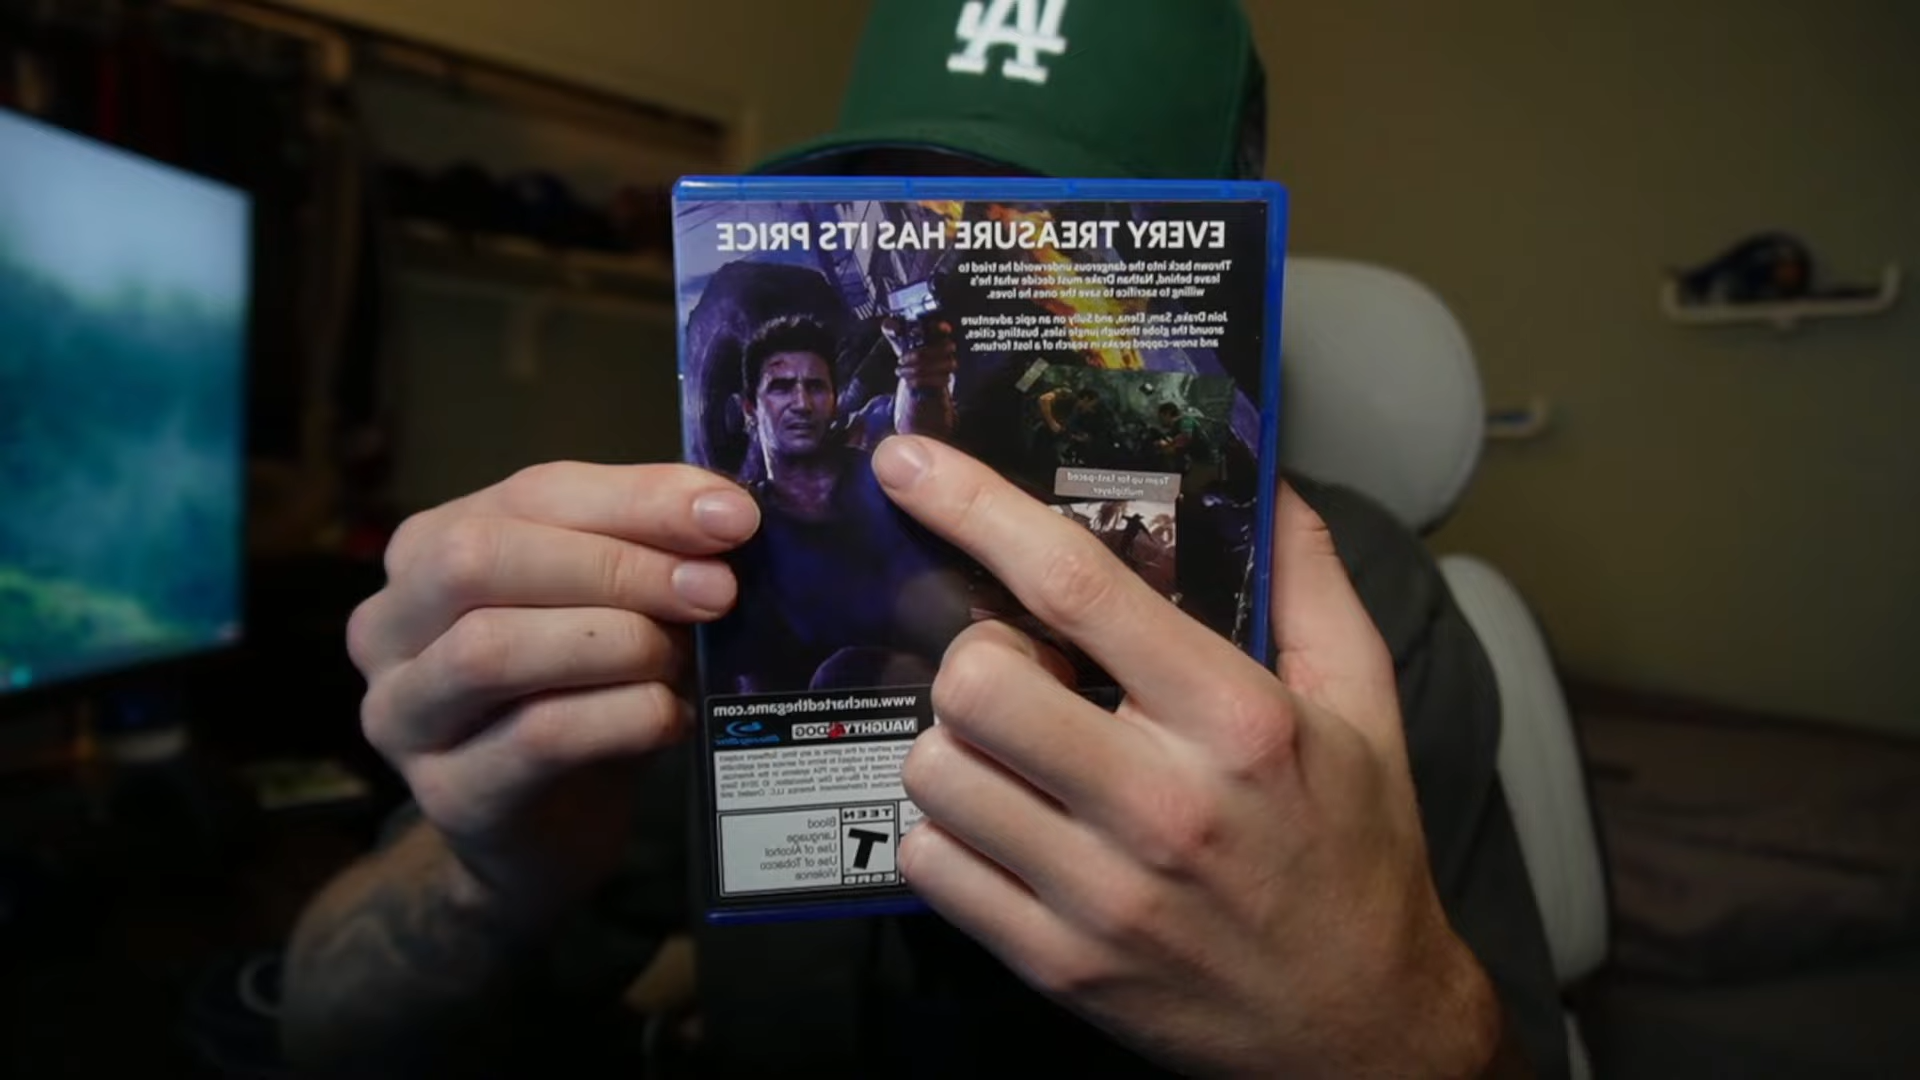 LA
EVERY TREASURE HAS ITS PRICE
Thrown back into the dangerous underworld he tried to
leave behind, Nathan Drake must decide what he's
willing to sacrifice to save the ones he loves.
Join Drake, Sam, Elena, and Sully on an epic adventure
around the globe through jungle isles, bustling cities,
and snow-capped peaks in search of a lost fortune.
Team up for fast-paced
multiplayer
www.unchartedthegame.com
NAUGHTY DOG
Blu-ray Disc
TEEN
T
ESRB
Blood
Language
Use of Alcohol
Use of Tobacco
Violence